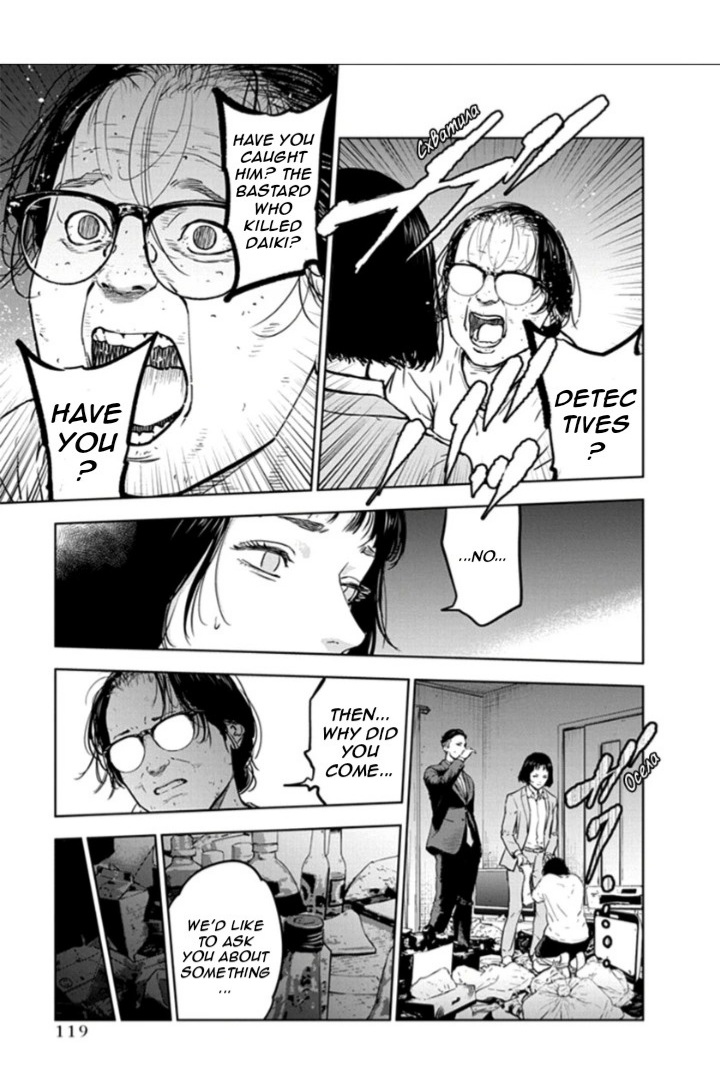 Схватила
DETEC
TIVES
?
HAVE YOU
CAUGHT
HIM? THE
BASTARD
WHO
KILLED
DAIKI?
HAVE
YOU
?
...NO...
Осела
THEN...
WHY DID
YOU
COME...
WE'D LIKE
TO ASK
YOU ABOUT
SOMETHING
...
119